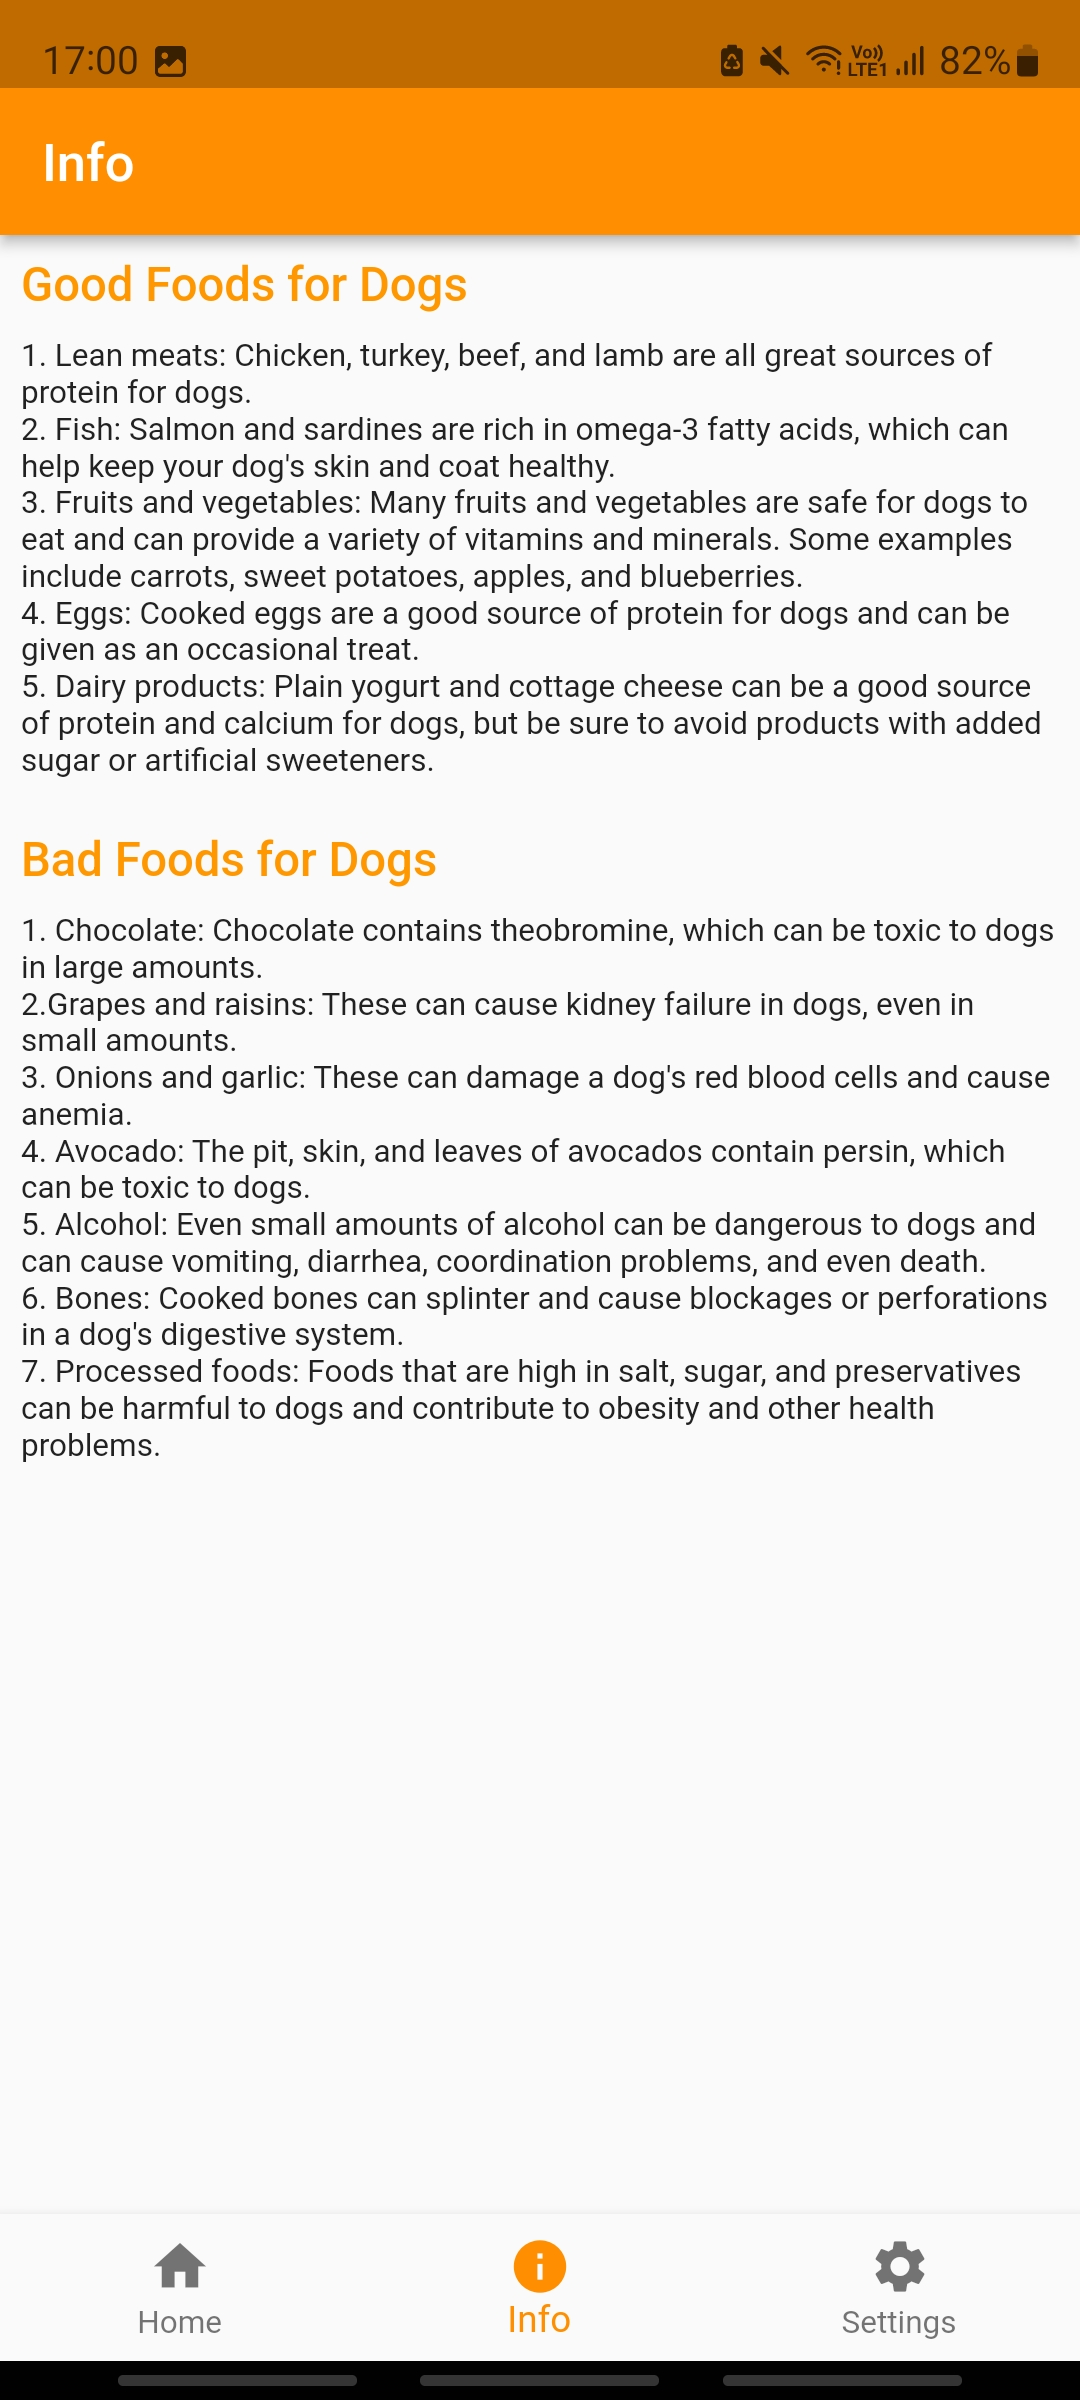 17:00
Vo))
LTE1
82%
Info
Good Foods for Dogs
1. Lean meats: Chicken, turkey, beef, and lamb are all great sources of
protein for dogs.
2. Fish: Salmon and sardines are rich in omega-3 fatty acids, which can
help keep your dog's skin and coat healthy.
3. Fruits and vegetables: Many fruits and vegetables are safe for dogs to
eat and can provide a variety of vitamins and minerals. Some examples
include carrots, sweet potatoes, apples, and blueberries.
4. Eggs: Cooked eggs are a good source of protein for dogs and can be
given as an occasional treat.
5. Dairy products: Plain yogurt and cottage cheese can be a good source
of protein and calcium for dogs, but be sure to avoid products with added
sugar or artificial sweeteners.
Bad Foods for Dogs
1. Chocolate: Chocolate contains theobromine, which can be toxic to dogs
in large amounts.
2.Grapes and raisins: These can cause kidney failure in dogs, even in
small amounts.
3. Onions and garlic: These can damage a dog's red blood cells and cause
anemia.
4. Avocado: The pit, skin, and leaves of avocados contain persin, which
can be toxic to dogs.
5. Alcohol: Even small amounts of alcohol can be dangerous to dogs and
can cause vomiting, diarrhea, coordination problems, and even death.
6. Bones: Cooked bones can splinter and cause blockages or perforations
in a dog's digestive system.
7. Processed foods: Foods that are high in salt, sugar, and preservatives
can be harmful to dogs and contribute to obesity and other health
problems.
Home
Info
Settings